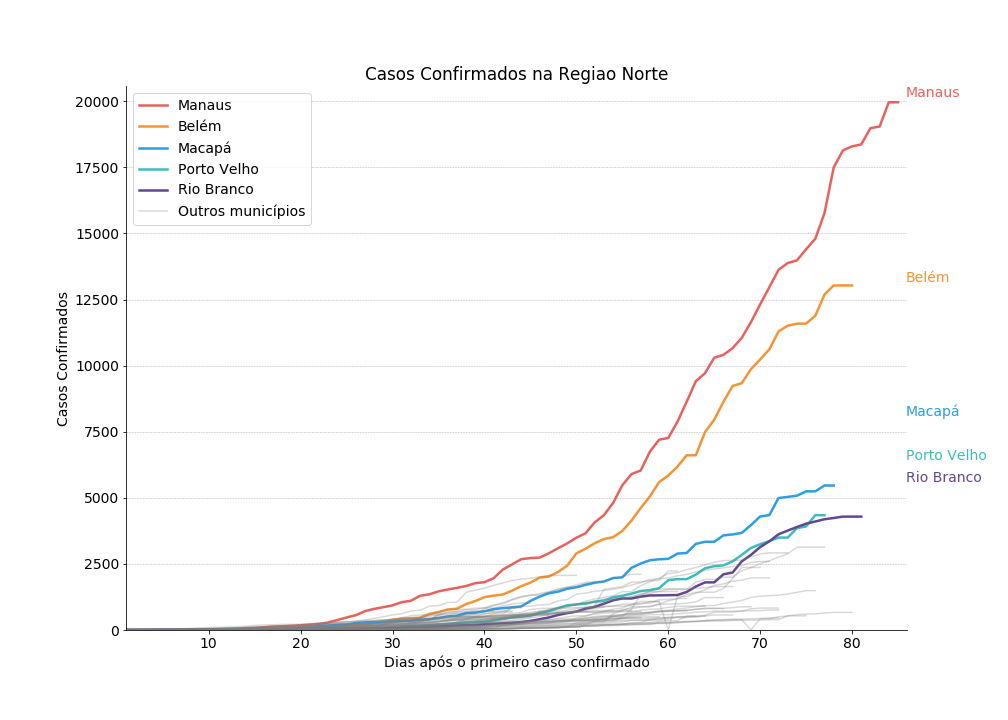 Casos Confirmados na Regiao Norte
Manaus
Belém
Macapá
Porto Velho
Rio Branco
Outros municípios
20000
17500
15000
12500
10000
7500
5000
2500
0
Casos Confirmados
10 20 30 40 50 60 70 80
Dias após o primeiro caso confirmado
Manaus
Belém
Macapá
Porto Velho
Rio Branco